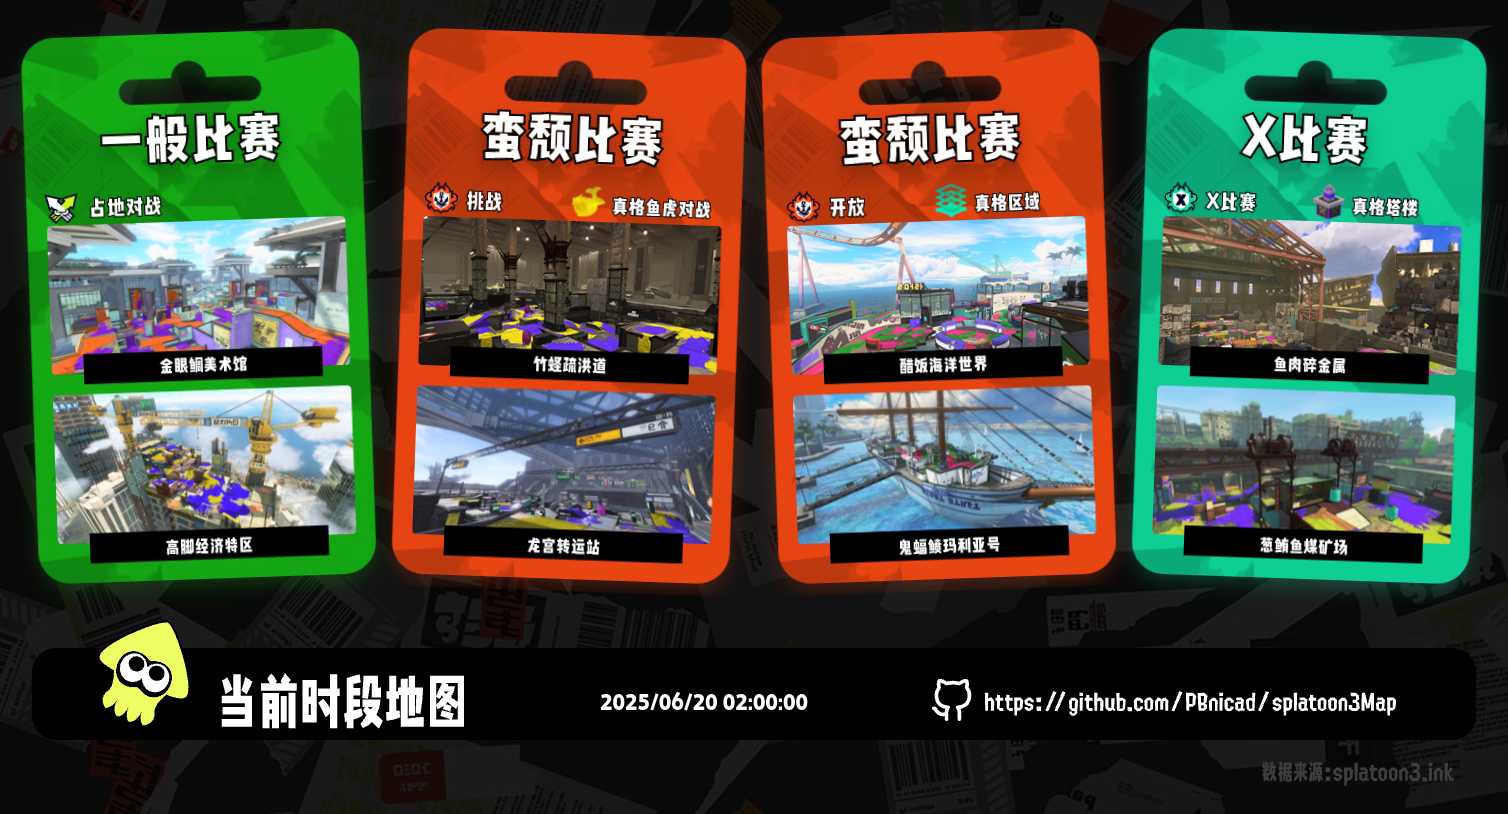 一般比赛
占地对战
金眼鲷美术馆
高脚经济特区
蛮颓比赛
挑战
真格鱼虎对战
竹蛏疏洪道
龙宫转运站
蛮颓比赛
开放
真格区域
醋饭海洋世界
鬼蝠鲼玛利亚号
X比赛
X比赛
真格塔楼
鱼肉碎金属
葱鲔鱼煤矿场
当前时段地图
2025/06/20 02:00:00
https://github.com/PBnicad/splatoon3Map
数据来源:splatoon3.ink